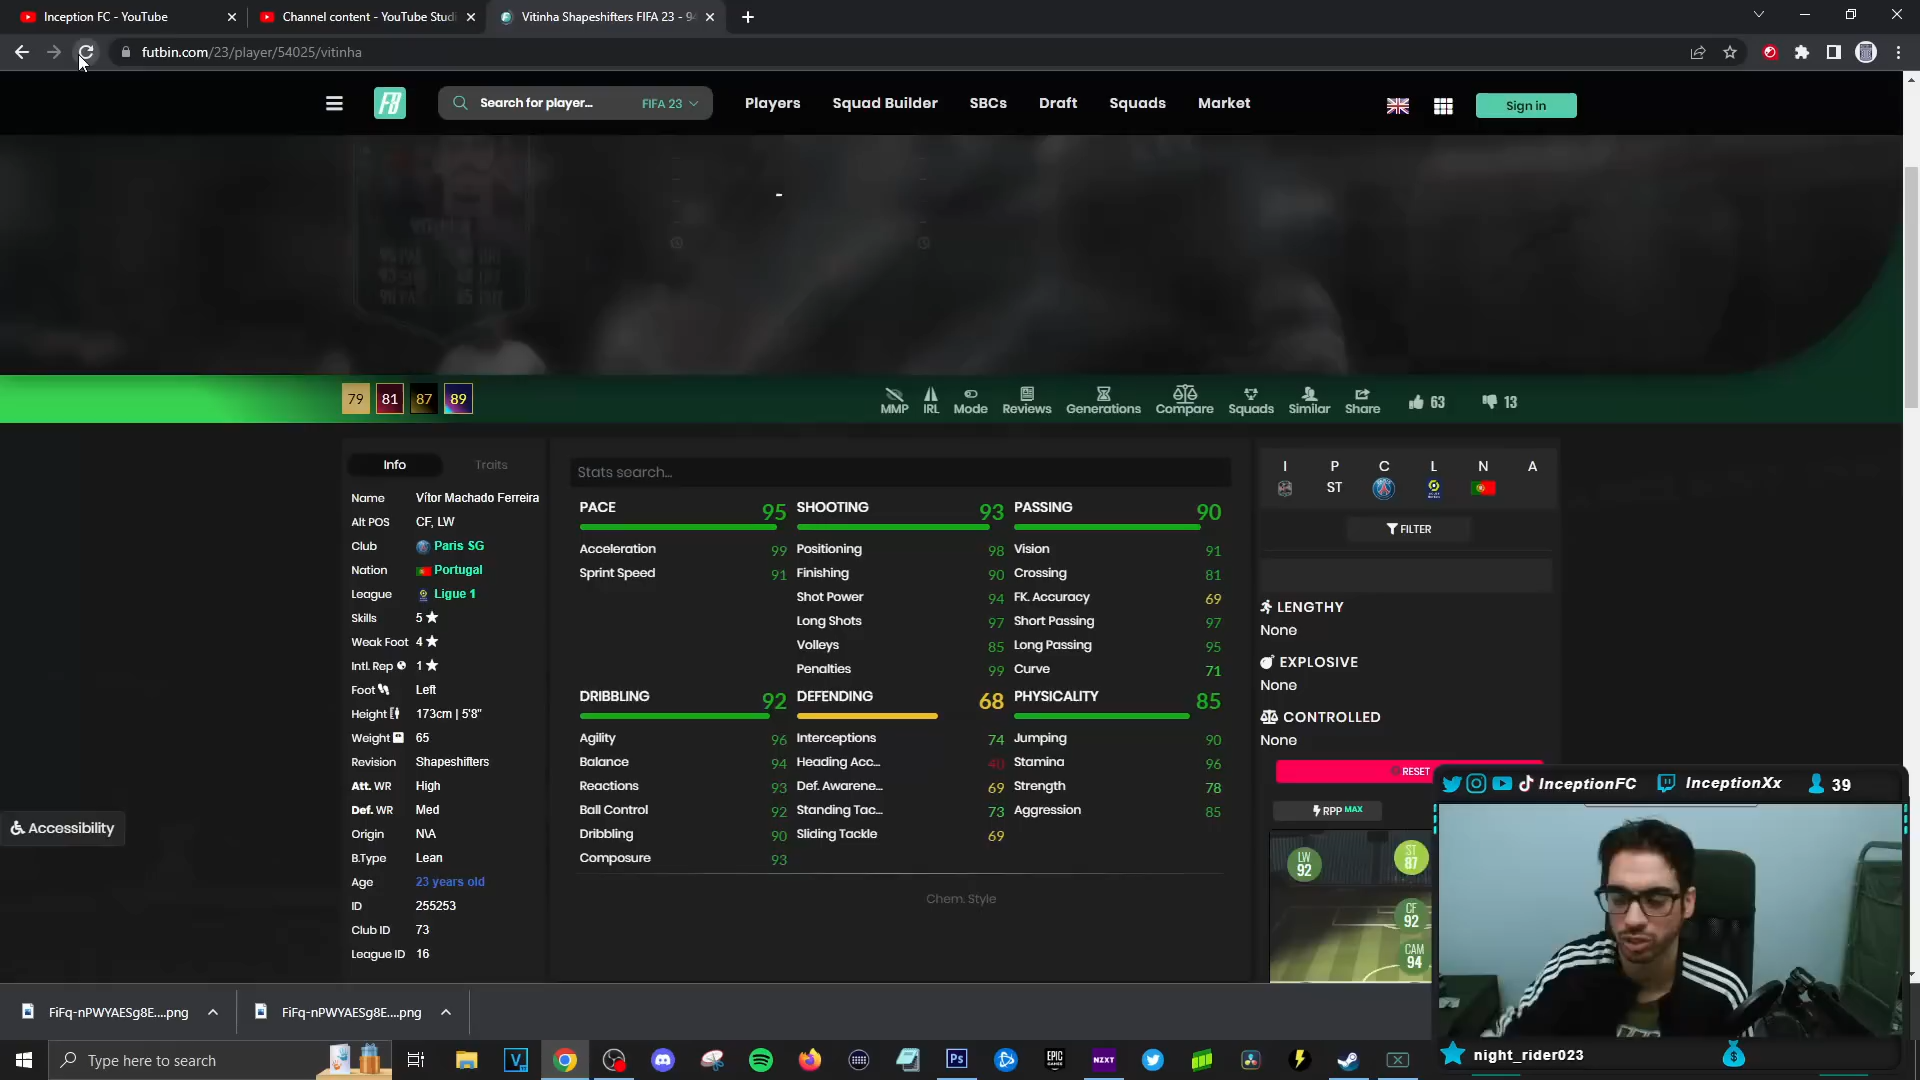 Inception FC - YouTube
Channel content - YouTube Studi
Vitinha Shapeshifters FIFA 23 - 94
futbin.com/23/player/54025/vitinha
FB
Search for player...
FIFA 23
Players
Squad Builder
SBCs
Draft
Squads
Market
Sign in
-
79
81
87
89
MMP
IRL
Mode
Reviews
Generations
Compare
Squads
Similar
Share
63
13
Info
Traits
Name Vítor Machado Ferreira
Alt POS CF, LW
Club Paris SG
Nation Portugal
League Ligue 1
Skills 5
Weak Foot 4
Intl. Rep 1
Foot Left
Height 173cm | 5'8"
Weight 65
Revision Shapeshifters
Att. WR High
Def. WR Med
Origin N\A
B.Type Lean
Age 23 years old
ID 255253
Club ID 73
League ID 16
Stats search...
PACE 95
Acceleration 99
Sprint Speed 91
SHOOTING 93
Positioning 98
Finishing 90
Shot Power 94
Long Shots 97
Volleys 85
Penalties 99
PASSING 90
Vision 91
Crossing 81
FK. Accuracy 69
Short Passing 97
Long Passing 95
Curve 71
DRIBBLING 92
Agility 96
Balance 94
Reactions 93
Ball Control 92
Dribbling 90
Composure 93
DEFENDING 68
Interceptions 74
Heading Acc... 40
Def. Awarene... 69
Standing Tac... 73
Sliding Tackle 69
PHYSICALITY 85
Jumping 90
Stamina 96
Strength 78
Aggression 85
Chem. Style
I P C L N A
ST
FILTER
LENGTHY
None
EXPLOSIVE
None
CONTROLLED
None
RESET
RPP MAX
LW
92
ST
87
CF
92
CAM
94
Accessibility
InceptionFC
InceptionXx
39
night_rider023
FiFq-nPWYAESg8E....png
FiFq-nPWYAESg8E....png
Type here to search
V
Ps
EPIC
GAMES
NZXT